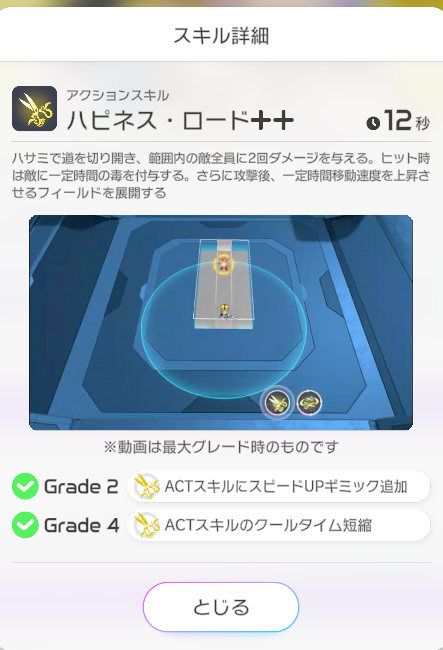 スキル詳細
アクションスキル
ハピネス・ロード++
12秒
ハサミで道を切り開き、範囲内の敵全員に2回ダメージを与える。ヒット時
は敵に一定時間の毒を付与する。さらに攻撃後、一定時間移動速度を上昇さ
せるフィールドを展開する
※動画は最大グレード時のものです
Grade 2 ACTスキルにスピードUPギミック追加
Grade 4 ACTスキルのクールタイム短縮
とじる